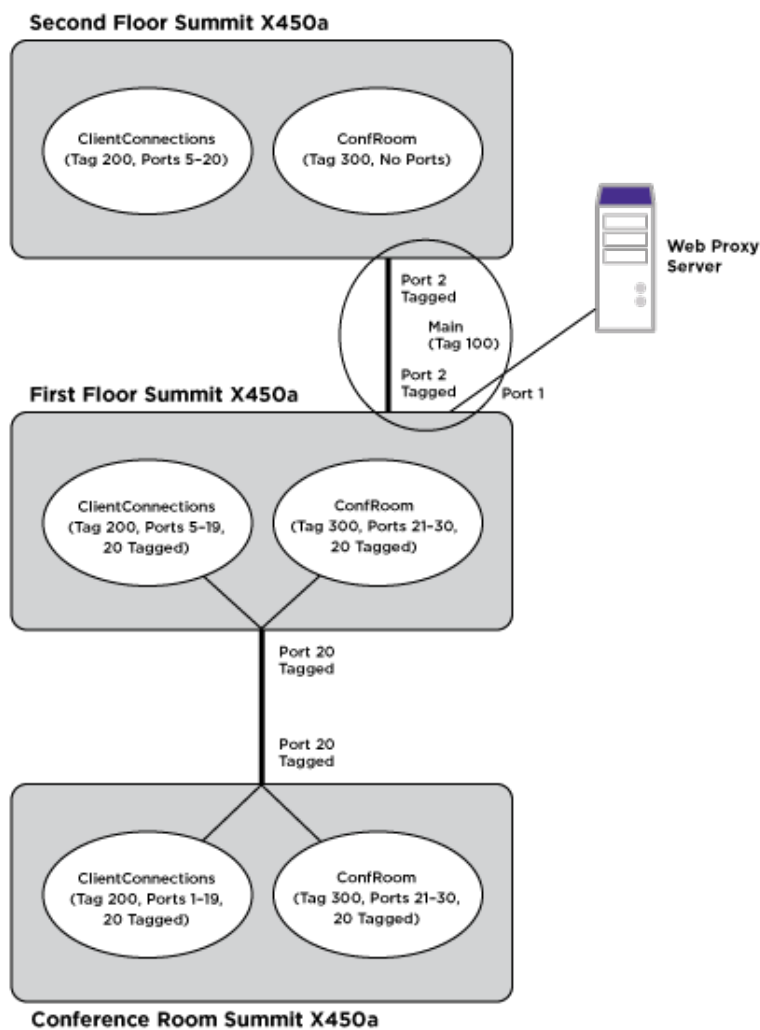 Second Floor Summit X450a
ClientConnections
(Tag 200, Ports 5–20)
ConfRoom
(Tag 300, No Ports)
Web Proxy
Server
Port 2
Tagged
Main
(Tag 100)
Port 2
Tagged
Port 1
First Floor Summit X450a
ClientConnections
(Tag 200, Ports 5–19,
20 Tagged)
ConfRoom
(Tag 300, Ports 21–30,
20 Tagged)
Port 20
Tagged
Port 20
Tagged
ClientConnections
(Tag 200, Ports 1–19,
20 Tagged)
ConfRoom
(Tag 300, Ports 21–30,
20 Tagged)
Conference Room Summit X450a